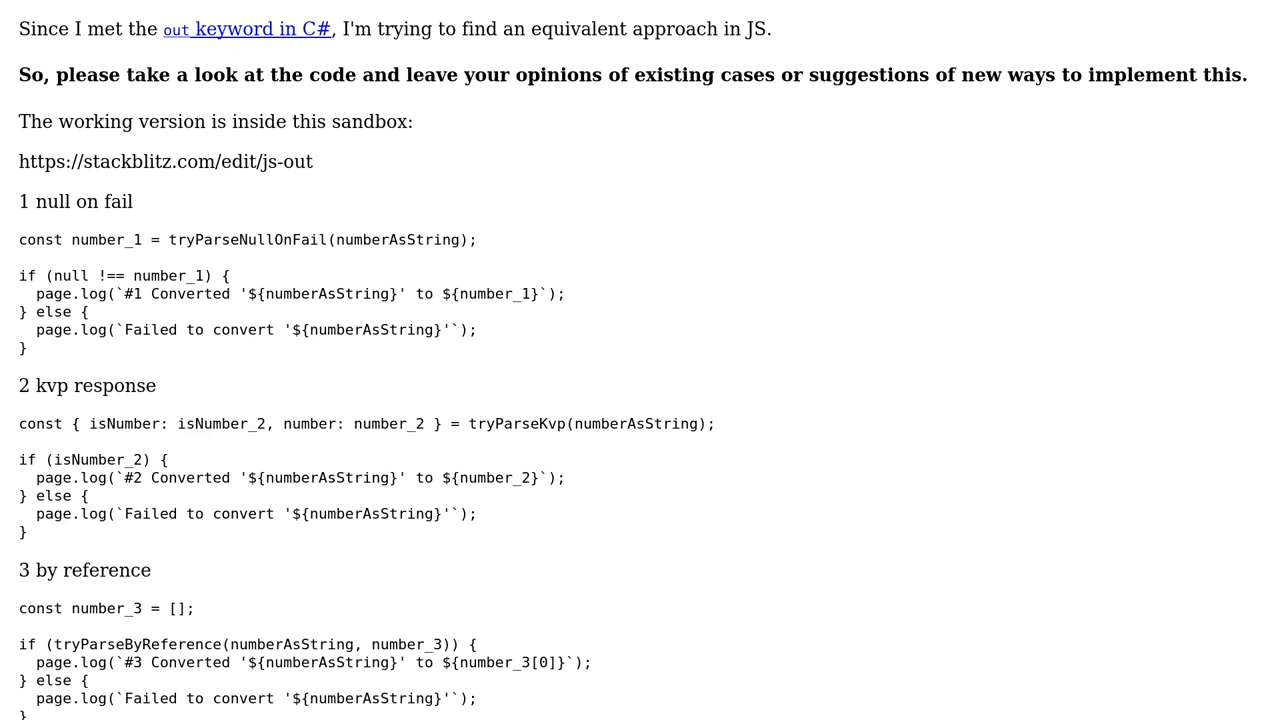 Since I met the out keyword in C#, I'm trying to find an equivalent approach in JS.
So, please take a look at the code and leave your opinions of existing cases or suggestions of new ways to implement this.
The working version is inside this sandbox:
https://stackblitz.com/edit/js-out
1 null on fail
const number_1 = tryParseNullOnFail(numberAsString);
if (null !== number_1) {
  page.log(`#1 Converted '${numberAsString}' to ${number_1}`);
} else {
  page.log(`Failed to convert '${numberAsString}'`);
}
2 kvp response
const { isNumber: isNumber_2, number: number_2 } = tryParseKvp(numberAsString);
if (isNumber_2) {
  page.log(`#2 Converted '${numberAsString}' to ${number_2}`);
} else {
  page.log(`Failed to convert '${numberAsString}'`);
}
3 by reference
const number_3 = [];
if (tryParseByReference(numberAsString, number_3)) {
  page.log(`#3 Converted '${numberAsString}' to ${number_3[0]}`);
} else {
  page.log(`Failed to convert '${numberAsString}'`);
}